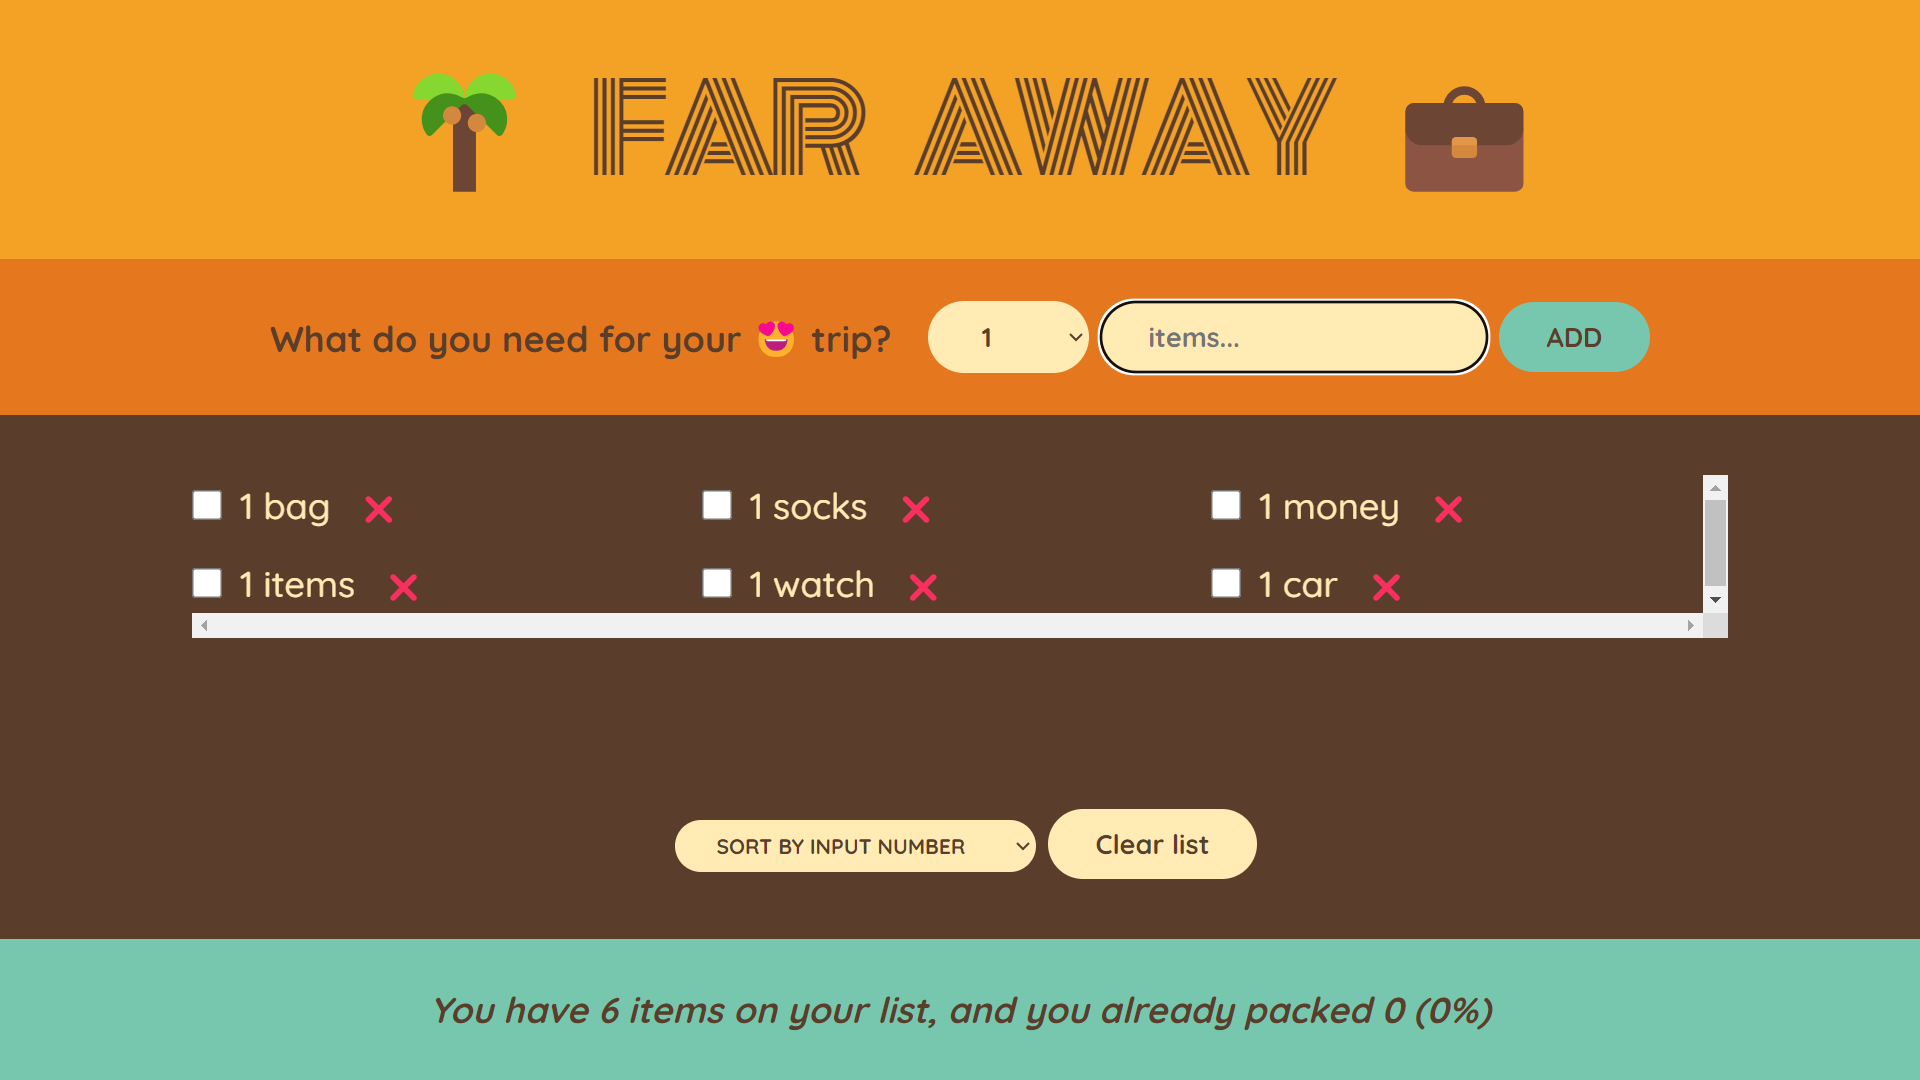 FAR AWAY
What do you need for your 😍 trip? 1 items... ADD
1 bag ❌ 1 socks ❌ 1 money ❌
1 items ❌ 1 watch ❌ 1 car ❌
SORT BY INPUT NUMBER Clear list
You have 6 items on your list, and you already packed 0 (0%)